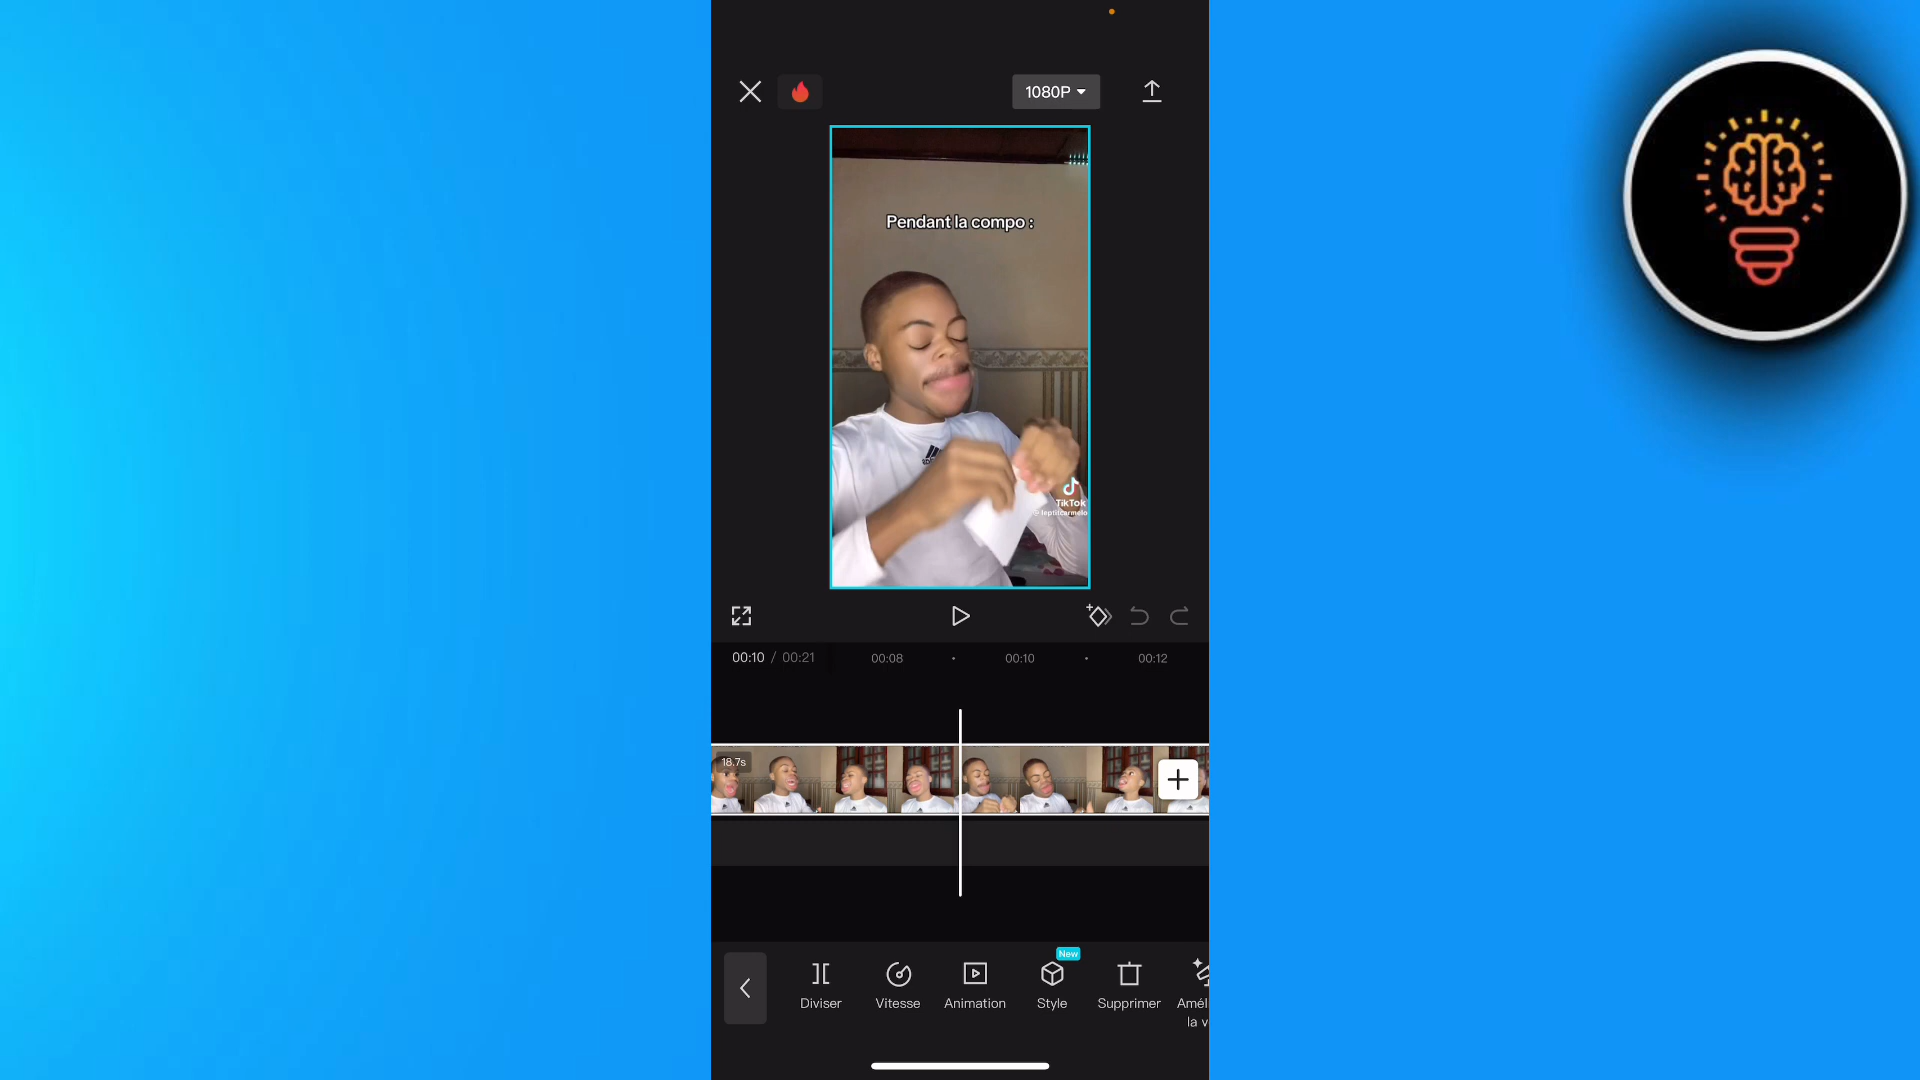 1080P
Pendant la compo :
TikTok
@leptitcarmelo
00:10 / 00:21
00:08
00:10
00:12
18.7s
New
Diviser
Vitesse
Animation
Style
Supprimer
Amél
la v